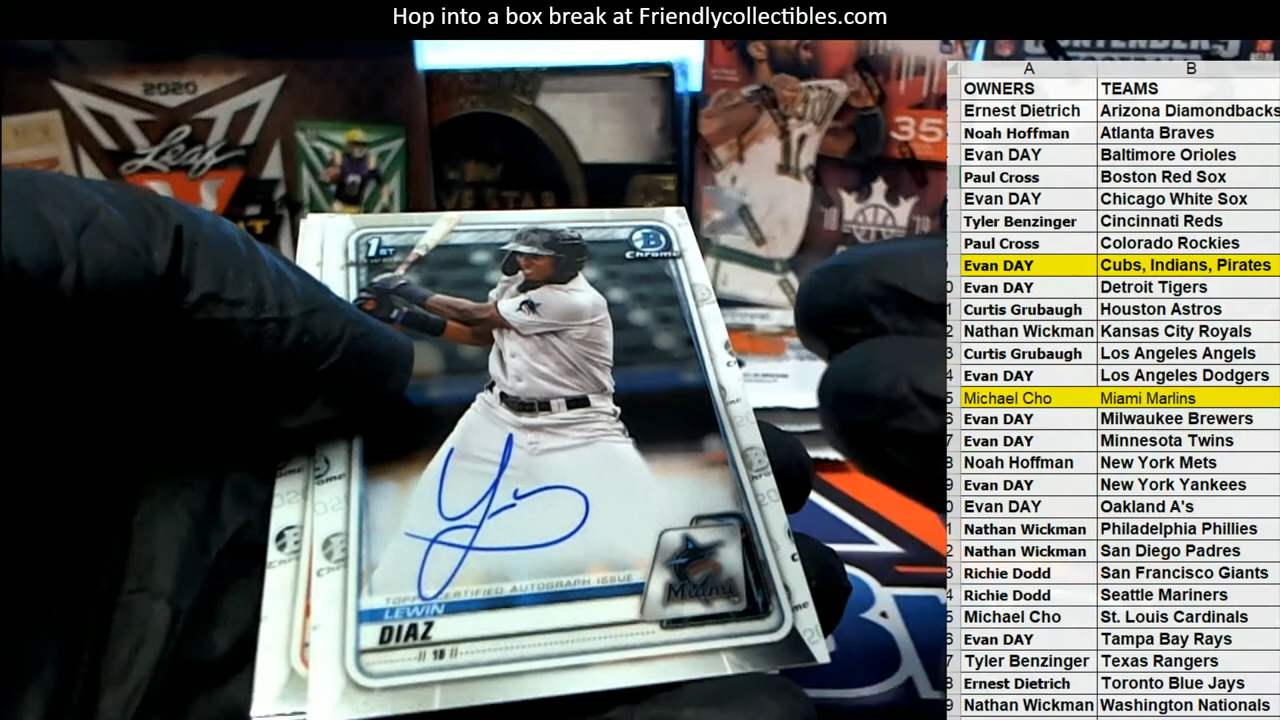 Hop into a box break at Friendlycollectibles.com
2020
Leaf
35
1ST
B
Chrome
TOPPS CERTIFIED AUTOGRAPH ISSUE
LEWIN
DIAZ
18
Miami
A B
OWNERS TEAMS
Ernest Dietrich Arizona Diamondbacks
Noah Hoffman Atlanta Braves
Evan DAY Baltimore Orioles
Paul Cross Boston Red Sox
Evan DAY Chicago White Sox
Tyler Benzinger Cincinnati Reds
Paul Cross Colorado Rockies
Evan DAY Cubs, Indians, Pirates
Evan DAY Detroit Tigers
Curtis Grubaugh Houston Astros
Nathan Wickman Kansas City Royals
Curtis Grubaugh Los Angeles Angels
Evan DAY Los Angeles Dodgers
Michael Cho Miami Marlins
Evan DAY Milwaukee Brewers
Evan DAY Minnesota Twins
Noah Hoffman New York Mets
Evan DAY New York Yankees
Evan DAY Oakland A's
Nathan Wickman Philadelphia Phillies
Nathan Wickman San Diego Padres
Richie Dodd San Francisco Giants
Richie Dodd Seattle Mariners
Michael Cho St. Louis Cardinals
Evan DAY Tampa Bay Rays
Tyler Benzinger Texas Rangers
Ernest Dietrich Toronto Blue Jays
Nathan Wickman Washington Nationals